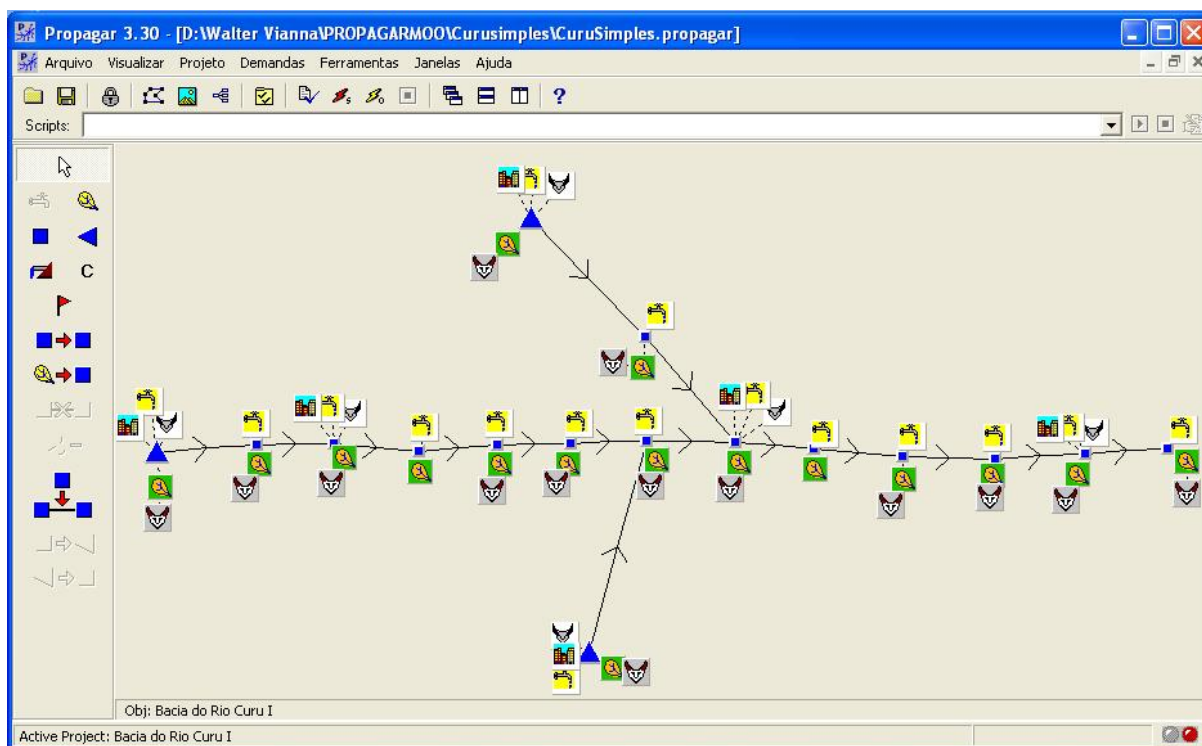 Propagar 3.30 - [D:\Walter Vianna\PROPAGARMOO\Curusimples\CuruSimples.propagar]
Arquivo Visualizar Projeto Demandas Ferramentas Janelas Ajuda
S O ?
Scripts:
C
Obj: Bacia do Rio Curu I
Active Project: Bacia do Rio Curu I